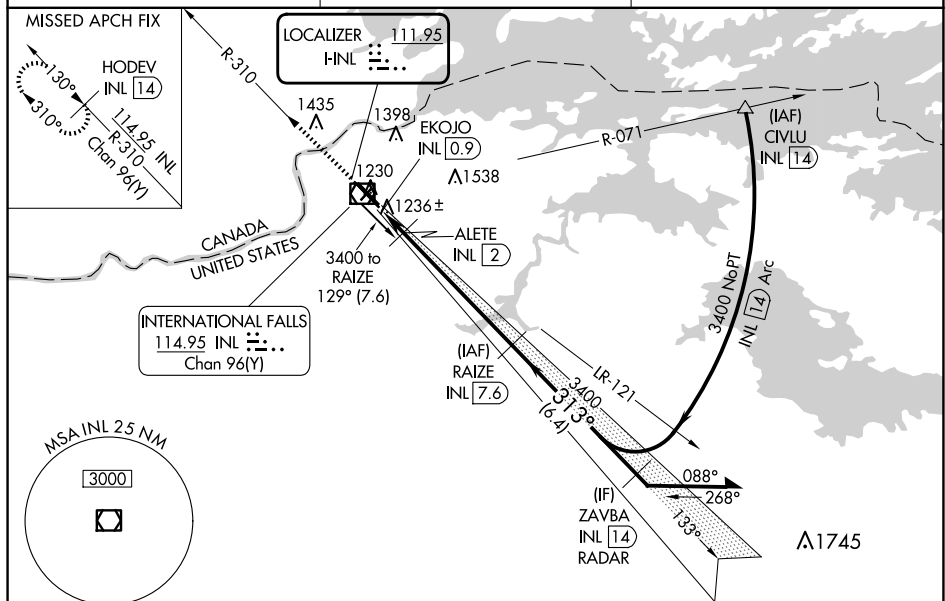 MISSED APCH FIX
130°
310°
HODEV
INL 14
114.95 INL
R-310
Chan 96(Y)
R-310
LOCALIZER 111.95
I-INL
1435
1398
EKOJO
INL 0.9
1230
1538
1236 ±
ALETE
INL 2
R-071
(IAF)
CIVLU
INL 14
CANADA
UNITED STATES
3400 to
RAIZE
129° (7.6)
3400 NoPT
INL 14 Arc
INTERNATIONAL FALLS
114.95 INL
Chan 96(Y)
(IAF)
RAIZE
INL 7.6
LR-121
3400
313°
(6.4)
MSA INL 25 NM
3000
(IF)
ZAVBA
INL 14
RADAR
088°
268°
133°
1745